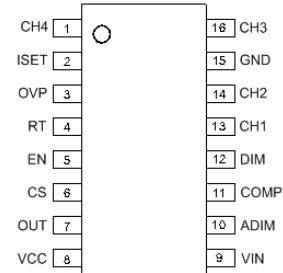 CH4 1 16 CH3
ISET 2 15 GND
OVP 3 14 CH2
RT 4 13 CH1
EN 5 12 DIM
CS 6 11 COMP
OUT 7 10 ADIM
VCC 8 9 VIN